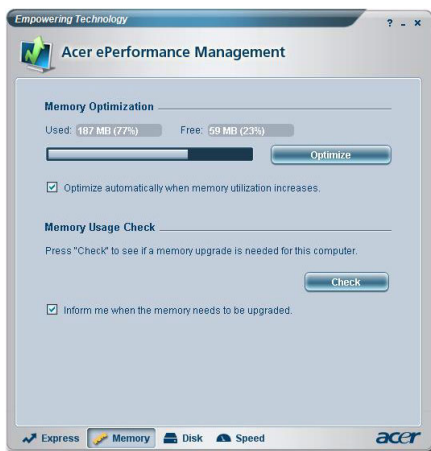 Empowering Technology ? - x
Acer ePerformance Management
Memory Optimization
Used: 187 MB (77%) Free: 59 MB (23%)
Optimize
Optimize automatically when memory utilization increases.
Memory Usage Check
Press "Check" to see if a memory upgrade is needed for this computer.
Check
Inform me when the memory needs to be upgraded.
Express Memory Disk Speed acer